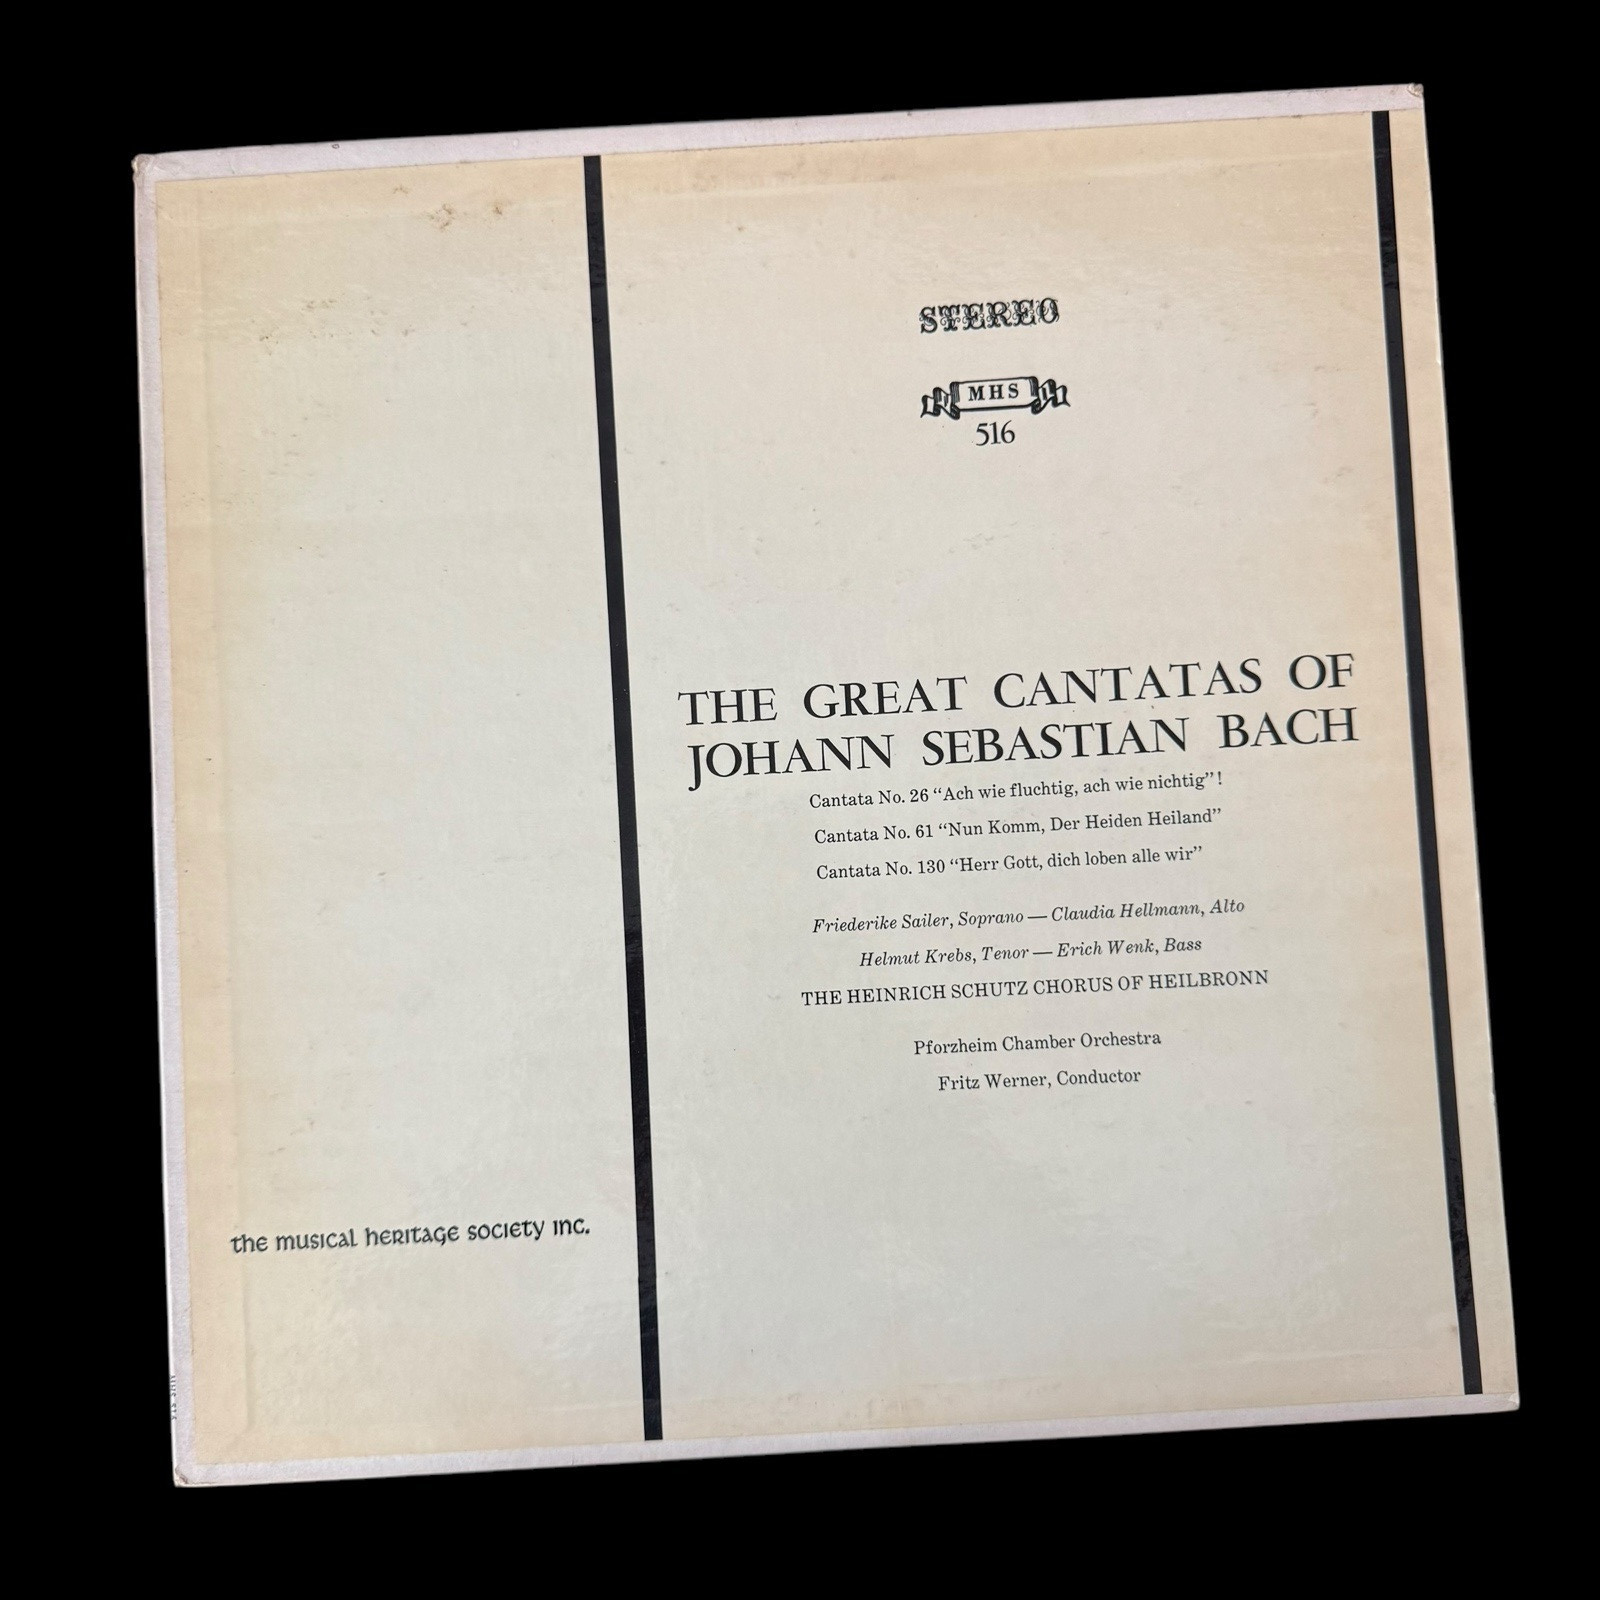 STEREO
MHS
516
THE GREAT CANTATAS OF
JOHANN SEBASTIAN BACH
Cantata No. 26 “Ach wie fluchtig, ach wie nichtig”!
Cantata No. 61 “Nun Komm, Der Heiden Heiland”
Cantata No. 130 “Herr Gott, dich loben alle wir”
Friederike Sailer, Soprano — Claudia Hellmann, Alto
Helmut Krebs, Tenor — Erich Wenk, Bass
THE HEINRICH SCHUTZ CHORUS OF HEILBRONN
Pforzheim Chamber Orchestra
Fritz Werner, Conductor
the musical heritage society inc.